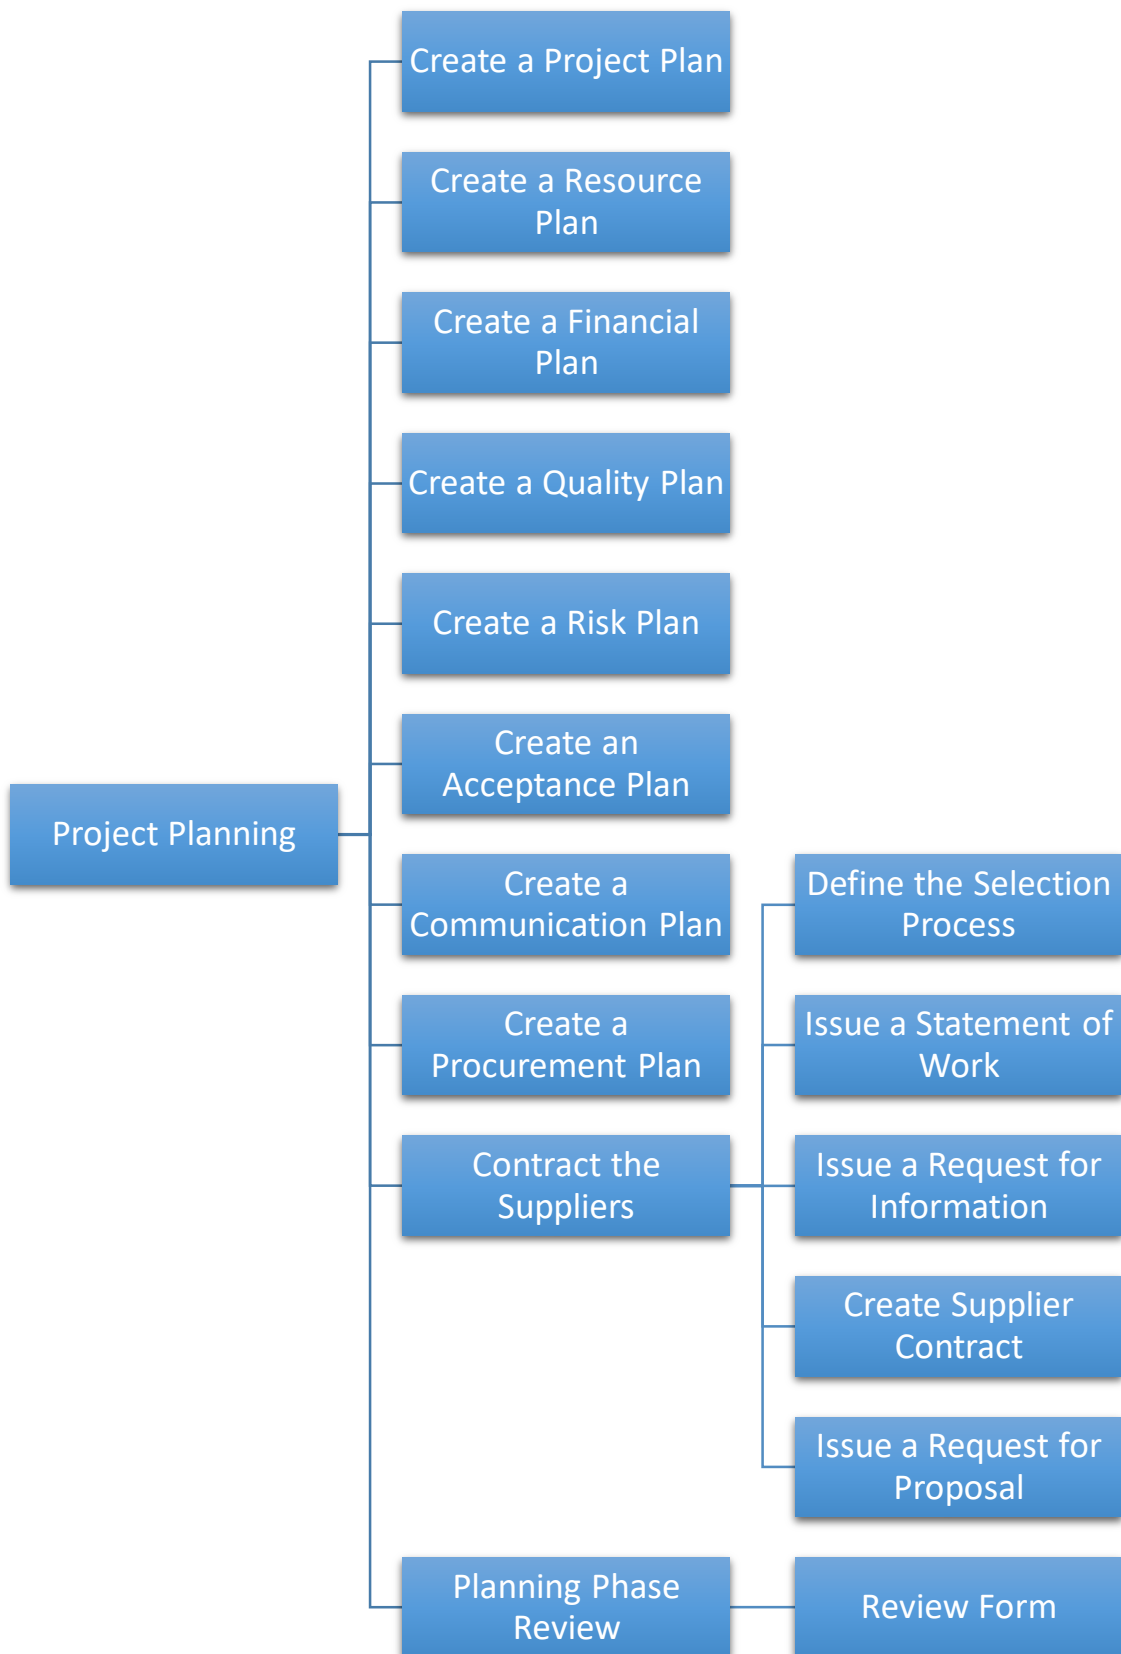 Create a Project Plan
Create a Resource
Plan
Create a Financial
Plan
Create a Quality Plan
Create a Risk Plan
Create an
Acceptance Plan
Project Planning
Create a
Communication Plan
Define the Selection
Process
Create a
Procurement Plan
Issue a Statement of
Work
Contract the
Suppliers
Issue a Request for
Information
Create Supplier
Contract
Issue a Request for
Proposal
Planning Phase
Review
Review Form